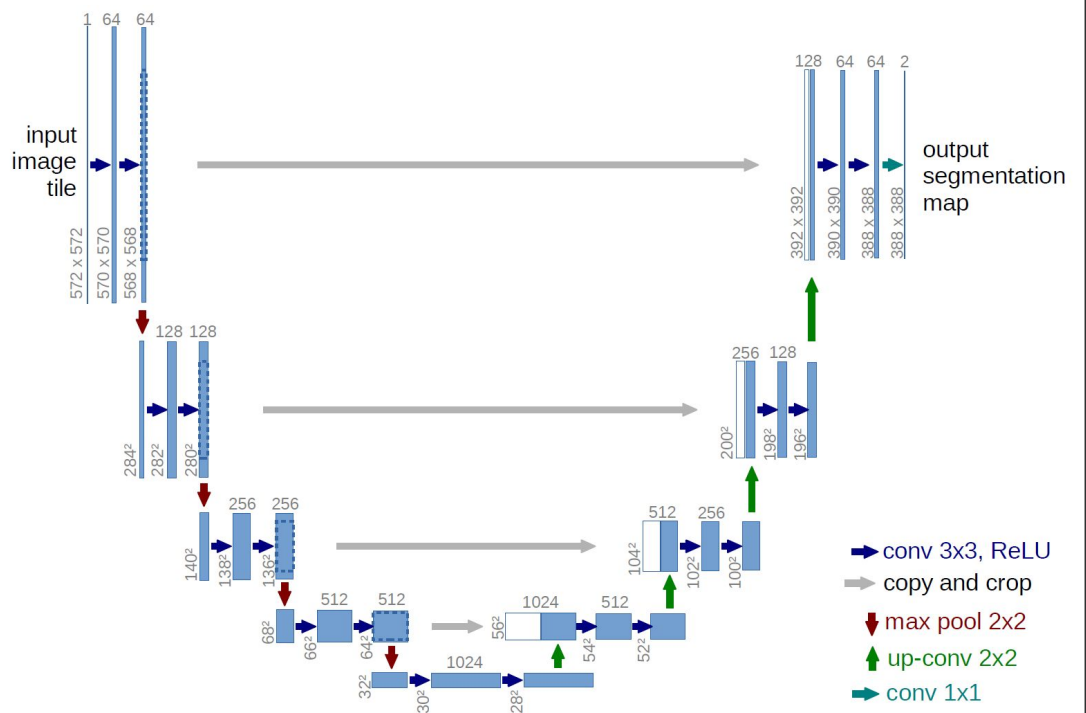 1 64 64
input
image
tile
572 x 572
570 x 570
568 x 568
128 64 64 2
392 x 392
390 x 390
388 x 388
388 x 388
output
segmentation
map
128 128
284²
282²
280²
256 128
200²
198²
196²
256 256
140²
138²
136²
512 256
104²
102²
100²
512 512
68²
66²
64²
1024 512
56²
54²
52²
1024
32²
30²
28²
conv 3x3, ReLU
copy and crop
max pool 2x2
up-conv 2x2
conv 1x1